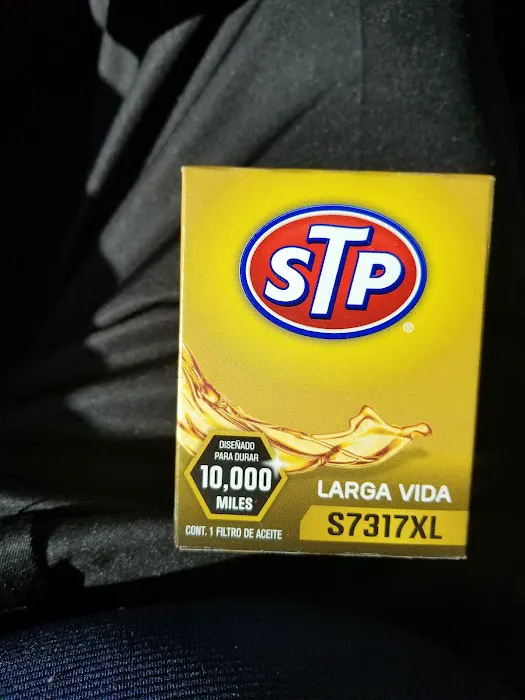 STP
®
DISEÑADO
PARA DURAR
10,000
MILES
CONT. 1 FILTRO DE ACEITE
LARGA VIDA
S7317XL